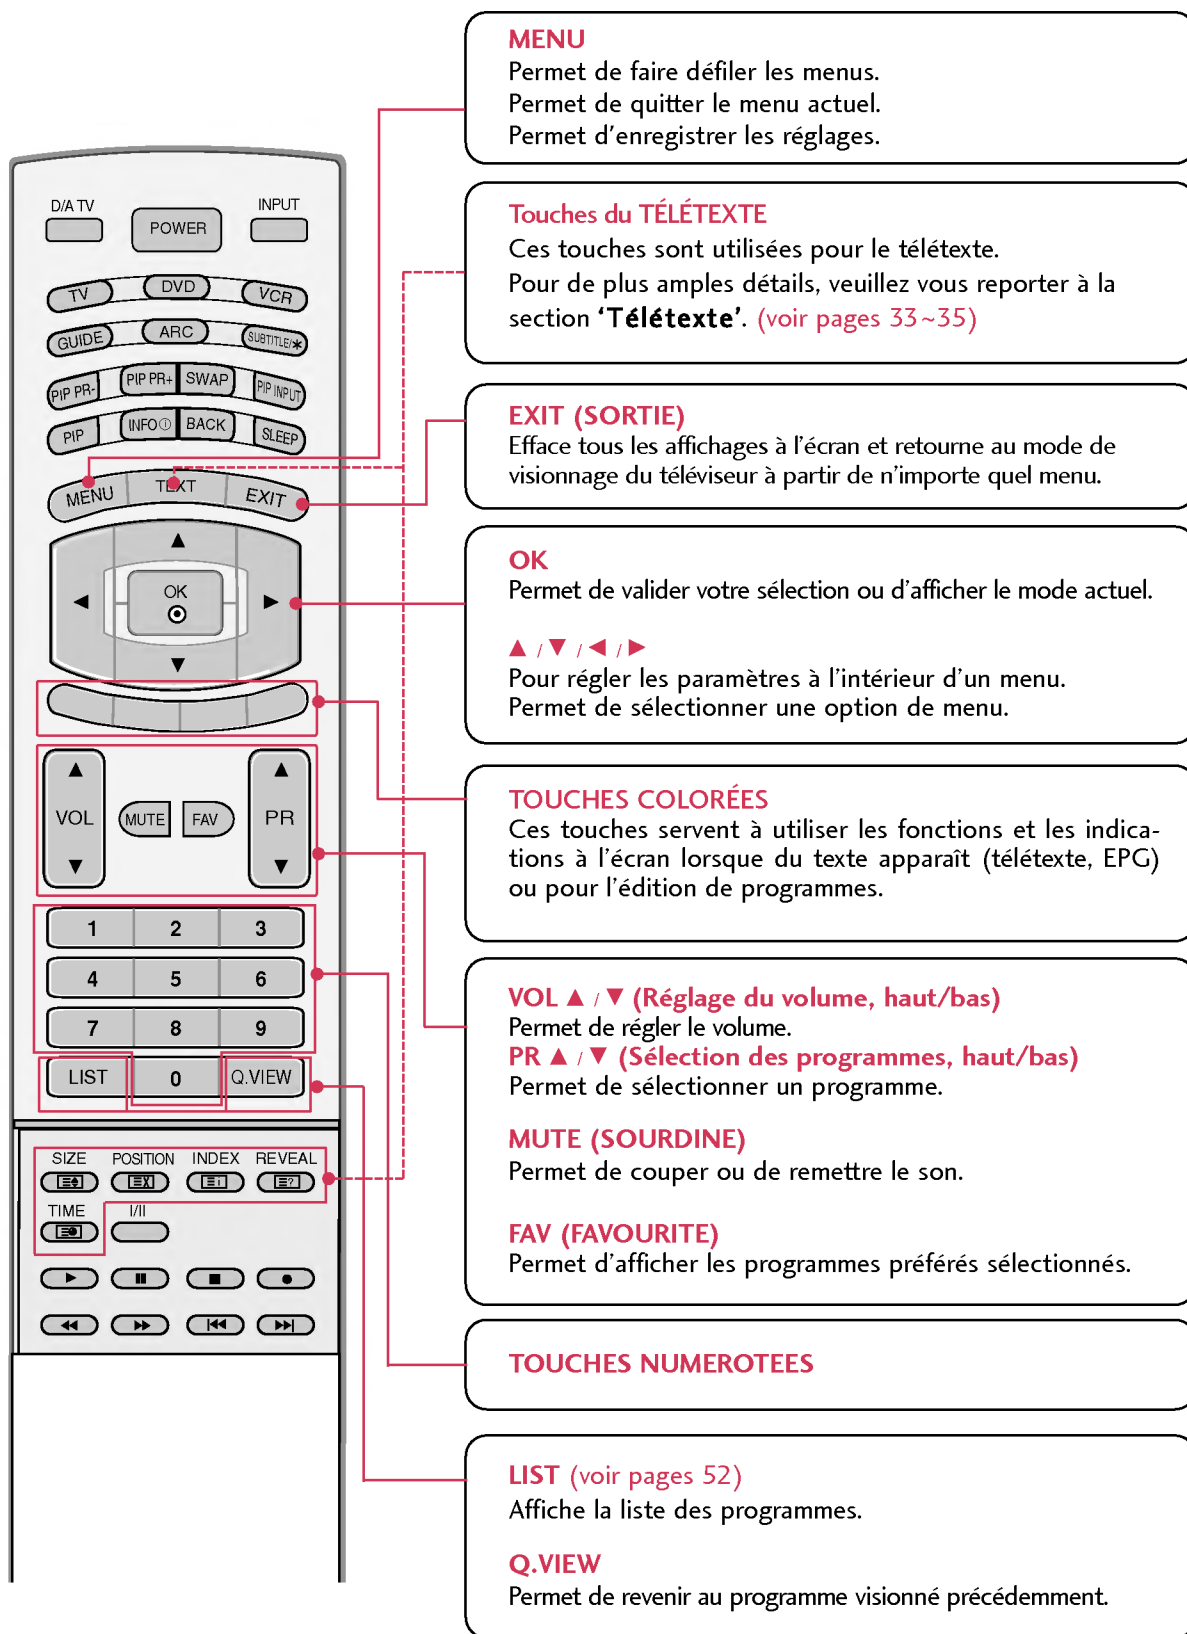 MENU
Permet de faire défiler les menus.
Permet de quitter le menu actuel.
Permet d'enregistrer les réglages.
Touches du TÉLÉTEXTE
Ces touches sont utilisées pour le télétexte.
Pour de plus amples détails, veuillez vous reporter à la
section ‘Télétexte’. (voir pages 33~35)
EXIT (SORTIE)
Efface tous les affichages à l'écran et retourne au mode de
visionnage du téléviseur à partir de n'importe quel menu.
OK
Permet de valider votre sélection ou d'afficher le mode actuel.
▲ / ▼ / ◄ / ►
Pour régler les paramètres à l'intérieur d'un menu.
Permet de sélectionner une option de menu.
TOUCHES COLORÉES
Ces touches servent à utiliser les fonctions et les indica-
tions à l'écran lorsque du texte apparaît (télétexte, EPG)
ou pour l'édition de programmes.
VOL ▲ / ▼ (Réglage du volume, haut/bas)
Permet de régler le volume.
PR ▲ / ▼ (Sélection des programmes, haut/bas)
Permet de sélectionner un programme.
MUTE (SOURDINE)
Permet de couper ou de remettre le son.
FAV (FAVOURITE)
Permet d'afficher les programmes préférés sélectionnés.
TOUCHES NUMEROTEES
LIST (voir pages 52)
Affiche la liste des programmes.
Q.VIEW
Permet de revenir au programme visionné précédemment.
D/A TV POWER INPUT
TV DVD VCR
GUIDE ARC SUBTITLE/✱
PIP PR- PIP PR+ SWAP PIP INPUT
PIP INFO ⓘ BACK SLEEP
MENU TEXT EXIT
▲
◄ OK ►
▼
▲ ▲
VOL MUTE FAV PR
▼ ▼
1 2 3
4 5 6
7 8 9
LIST 0 Q.VIEW
SIZE POSITION INDEX REVEAL
TIME I/II